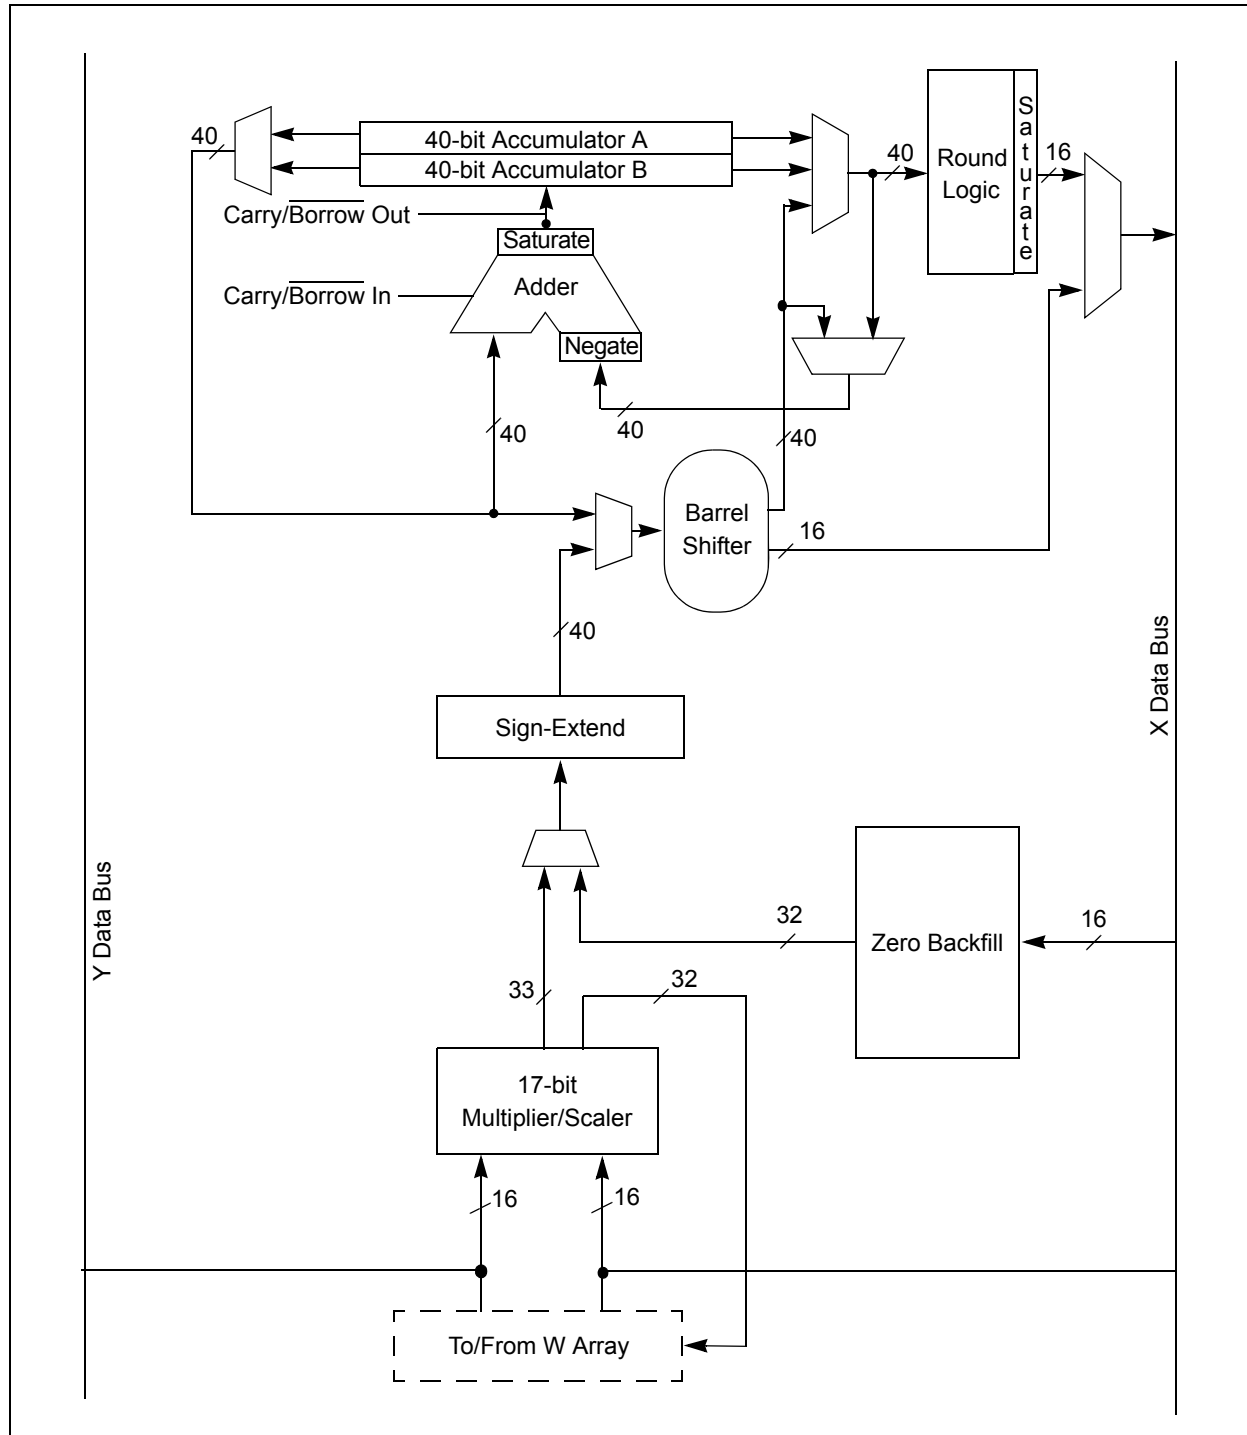 40
40-bit Accumulator A
40-bit Accumulator B
40
Round
Logic
Saturate
16
Carry/Borrow Out
Saturate
Adder
Carry/Borrow In
Negate
40
40
40
Barrel
Shifter
16
40
Sign-Extend
X Data Bus
Y Data Bus
32
Zero Backfill
16
33
32
17-bit
Multiplier/Scaler
16
16
To/From W Array